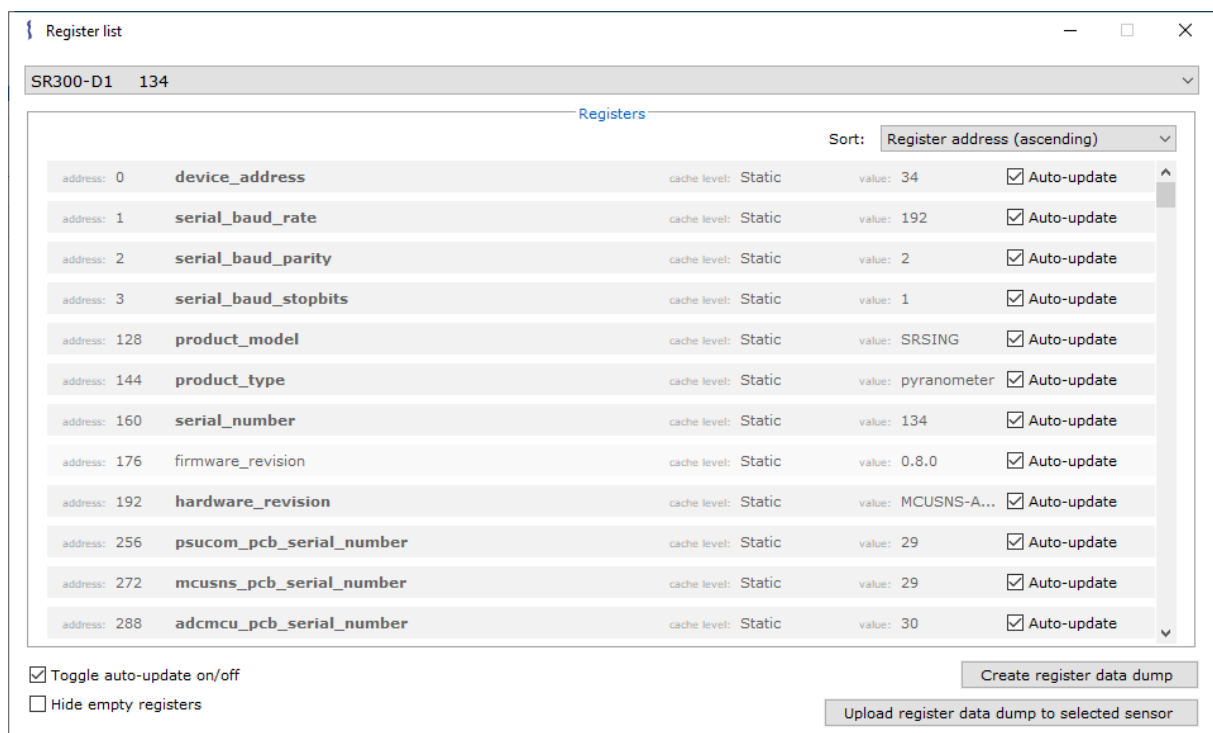 Register list
SR300-D1 134
Registers
Sort: Register address (ascending)
address: 0 device_address cache level: Static value: 34 Auto-update
address: 1 serial_baud_rate cache level: Static value: 192 Auto-update
address: 2 serial_baud_parity cache level: Static value: 2 Auto-update
address: 3 serial_baud_stopbits cache level: Static value: 1 Auto-update
address: 128 product_model cache level: Static value: SRSING Auto-update
address: 144 product_type cache level: Static value: pyranometer Auto-update
address: 160 serial_number cache level: Static value: 134 Auto-update
address: 176 firmware_revision cache level: Static value: 0.8.0 Auto-update
address: 192 hardware_revision cache level: Static value: MCUSNS-A... Auto-update
address: 256 psucom_pcb_serial_number cache level: Static value: 29 Auto-update
address: 272 mcusns_pcb_serial_number cache level: Static value: 29 Auto-update
address: 288 adcmcu_pcb_serial_number cache level: Static value: 30 Auto-update
Toggle auto-update on/off Create register data dump
Hide empty registers
Upload register data dump to selected sensor